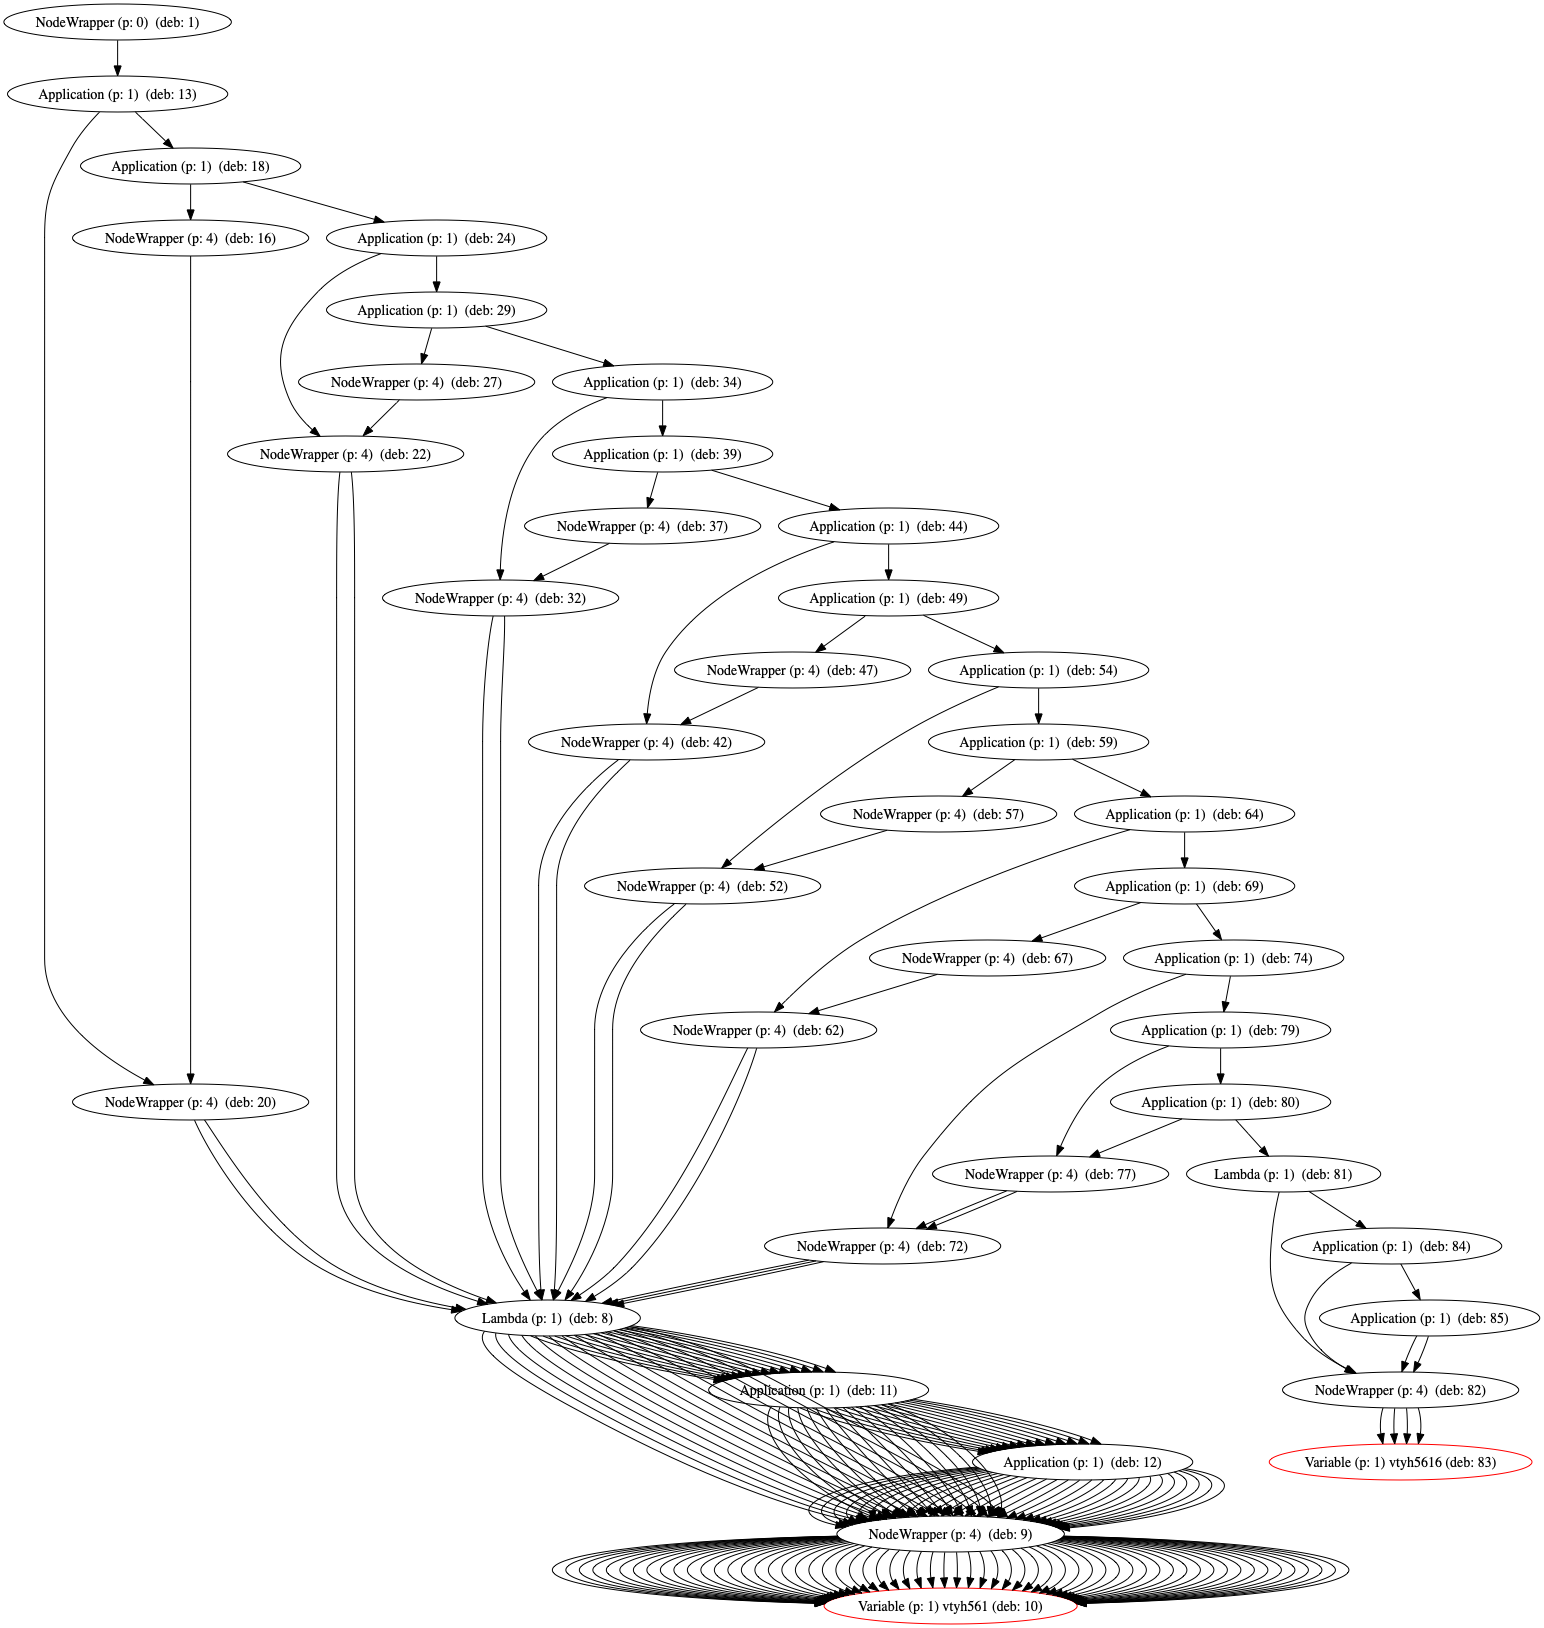 NodeWrapper (p: 0) (deb: 1)
Application (p: 1) (deb: 13)
Application (p: 1) (deb: 18)
NodeWrapper (p: 4) (deb: 16)
Application (p: 1) (deb: 24)
Application (p: 1) (deb: 29)
NodeWrapper (p: 4) (deb: 27)
Application (p: 1) (deb: 34)
NodeWrapper (p: 4) (deb: 22)
Application (p: 1) (deb: 39)
NodeWrapper (p: 4) (deb: 37)
Application (p: 1) (deb: 44)
NodeWrapper (p: 4) (deb: 32)
Application (p: 1) (deb: 49)
NodeWrapper (p: 4) (deb: 47)
Application (p: 1) (deb: 54)
NodeWrapper (p: 4) (deb: 42)
Application (p: 1) (deb: 59)
NodeWrapper (p: 4) (deb: 57)
Application (p: 1) (deb: 64)
NodeWrapper (p: 4) (deb: 52)
Application (p: 1) (deb: 69)
NodeWrapper (p: 4) (deb: 67)
Application (p: 1) (deb: 74)
NodeWrapper (p: 4) (deb: 62)
Application (p: 1) (deb: 79)
NodeWrapper (p: 4) (deb: 20)
Application (p: 1) (deb: 80)
NodeWrapper (p: 4) (deb: 77)
Lambda (p: 1) (deb: 81)
NodeWrapper (p: 4) (deb: 72)
Application (p: 1) (deb: 84)
Lambda (p: 1) (deb: 8)
Application (p: 1) (deb: 85)
Application (p: 1) (deb: 11)
NodeWrapper (p: 4) (deb: 82)
Application (p: 1) (deb: 12)
Variable (p: 1) vtyh5616 (deb: 83)
NodeWrapper (p: 4) (deb: 9)
Variable (p: 1) vtyh561 (deb: 10)